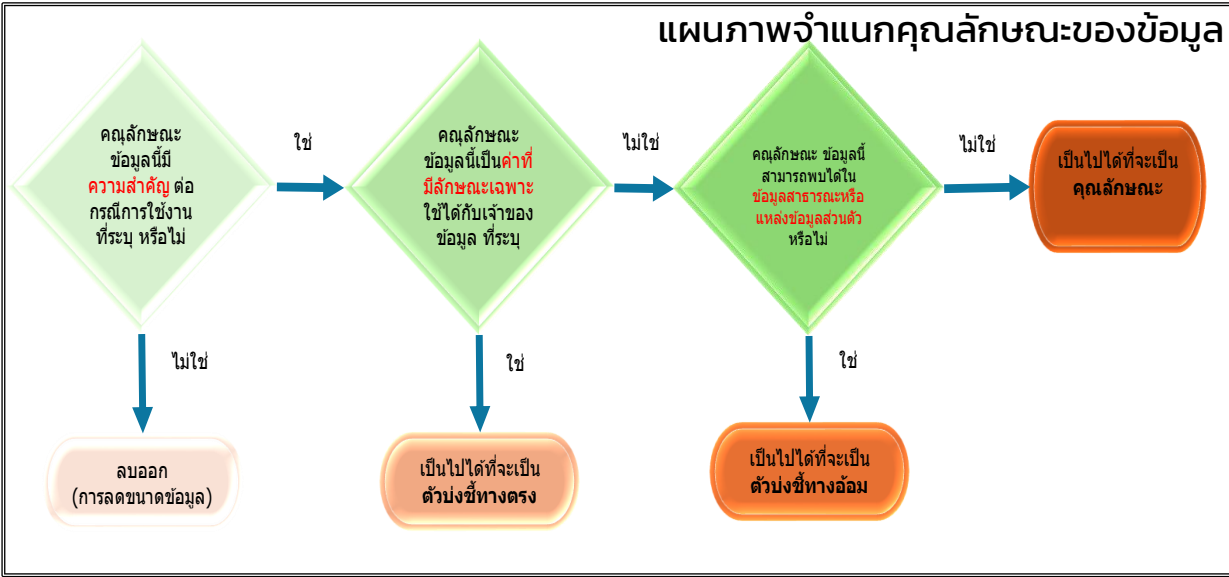 แผนภาพจำแนกคุณลักษณะของข้อมูล
คณุลักษณะ
ข้อมูลนี้มี
ความสำคัญ ต่อ
กรณีการใช้งาน
ที่ระบุ หรือไม่
ใช่
คณุลักษณะ
ข้อมูลนี้เป็นค่าที่
มีลักษณะเฉพาะ
ใช้ได้กับเจ้าของ
ข้อมูล ที่ระบุ
ไม่ใช่
คณุลักษณะ ข้อมูลนี้
สามารถพบได้ใน
ข้อมูลสาธารณะหรือ
แหล่งข้อมูลส่วนตัว
หรือไม่
ไม่ใช่
เป็นไปได้ที่จะเป็น
คุณลักษณะ
ไม่ใช่
ใช่
ใช่
ลบออก
(การลดขนาดข้อมูล)
เป็นไปได้ที่จะเป็น
ตัวบ่งชี้ทางตรง
เป็นไปได้ที่จะเป็น
ตัวบ่งชี้ทางอ้อม